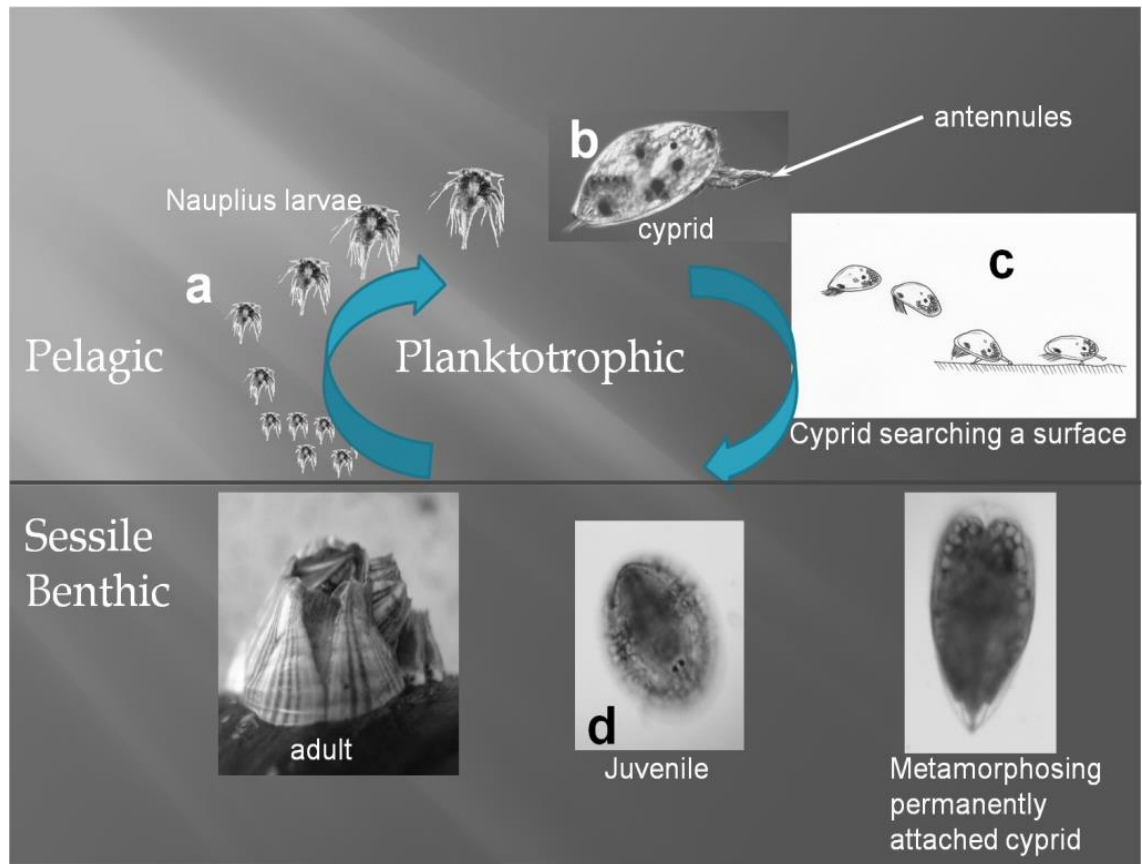 antennules
b
Nauplius larvae
cyprid
c
a
Pelagic
Planktotrophic
Cyprid searching a surface
Sessile
Benthic
adult
d
Juvenile
Metamorphosing
permanently
attached cyprid